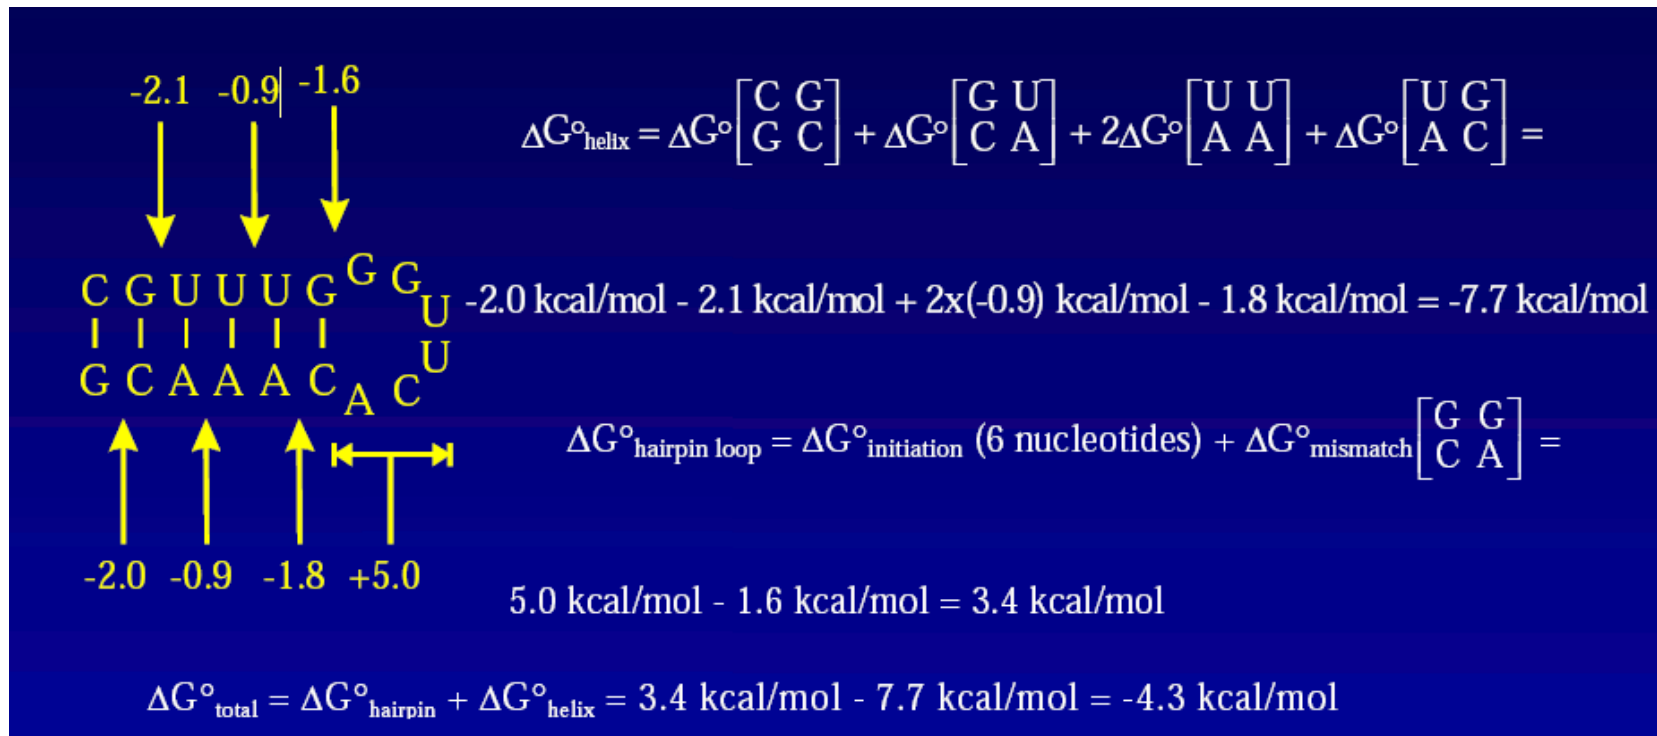 -2.1 -0.9 -1.6
ΔG°helix = ΔG°[C G / G C] + ΔG°[G U / C A] + 2ΔG°[U U / A A] + ΔG°[U G / A C] =
C G U U U G G G U U C A
G C A A A C
-2.0 kcal/mol - 2.1 kcal/mol + 2x(-0.9) kcal/mol - 1.8 kcal/mol = -7.7 kcal/mol
ΔG°hairpin loop = ΔG°initiation (6 nucleotides) + ΔG°mismatch[G G / C A] =
-2.0 -0.9 -1.8 +5.0
5.0 kcal/mol - 1.6 kcal/mol = 3.4 kcal/mol
ΔG°total = ΔG°hairpin + ΔG°helix = 3.4 kcal/mol - 7.7 kcal/mol = -4.3 kcal/mol